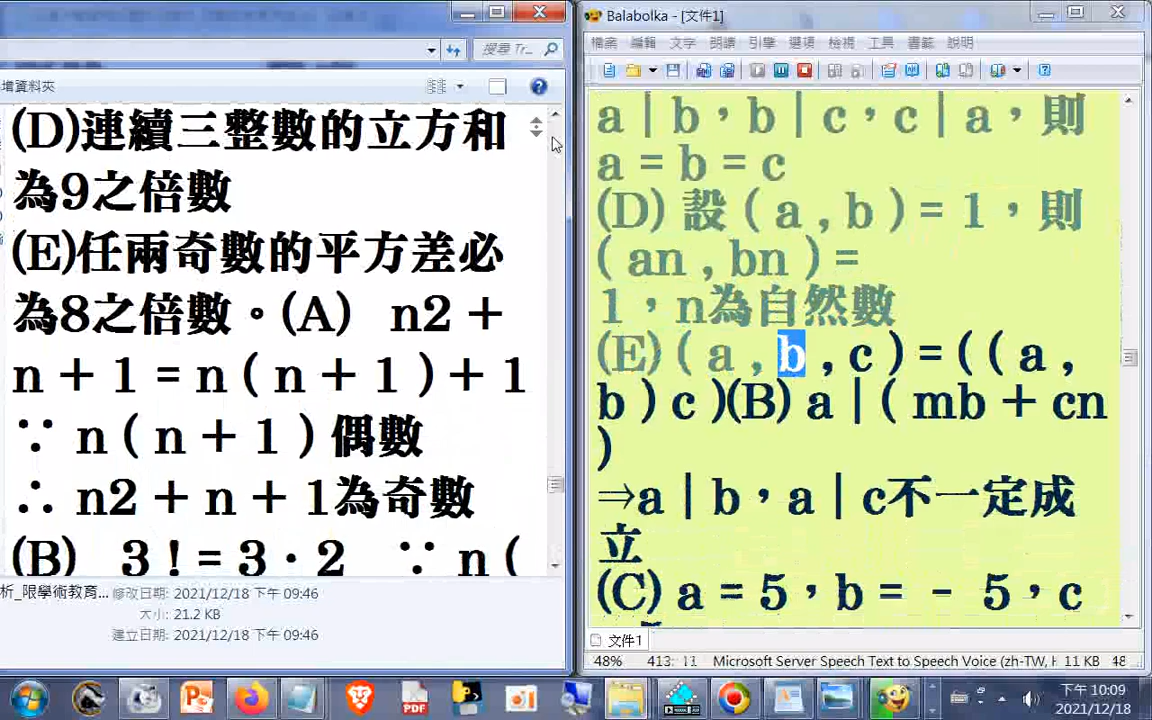 搜尋 Tr...
增資料夾
(D)連續三整數的立方和
為9之倍數
(E)任兩奇數的平方差必
為8之倍數。(A) n2 +
n + 1 = n ( n + 1 ) + 1
∵ n ( n + 1 ) 偶數
∴ n2 + n + 1為奇數
(B) 3 ! = 3 · 2 ∵ n (
析_限學術教育... 修改日期: 2021/12/18 下午 09:46
大小: 21.2 KB
建立日期: 2021/12/18 下午 09:46
Balabolka - [文件1]
檔案 編輯 文字 朗讀 引擎 選項 檢視 工具 書籤 說明
a | b，b | c，c | a，則
a = b = c
(D) 設 ( a , b ) = 1，則
( an , bn ) =
1，n為自然數
(E) ( a , b , c ) = ( ( a ,
b ) c )(B) a | ( mb + cn
)
⇒a | b，a | c不一定成
立
(C) a = 5，b = － 5，c
文件1
48% 413: 11 Microsoft Server Speech Text to Speech Voice (zh-TW, H 11 KB 48
下午 10:09
2021/12/18